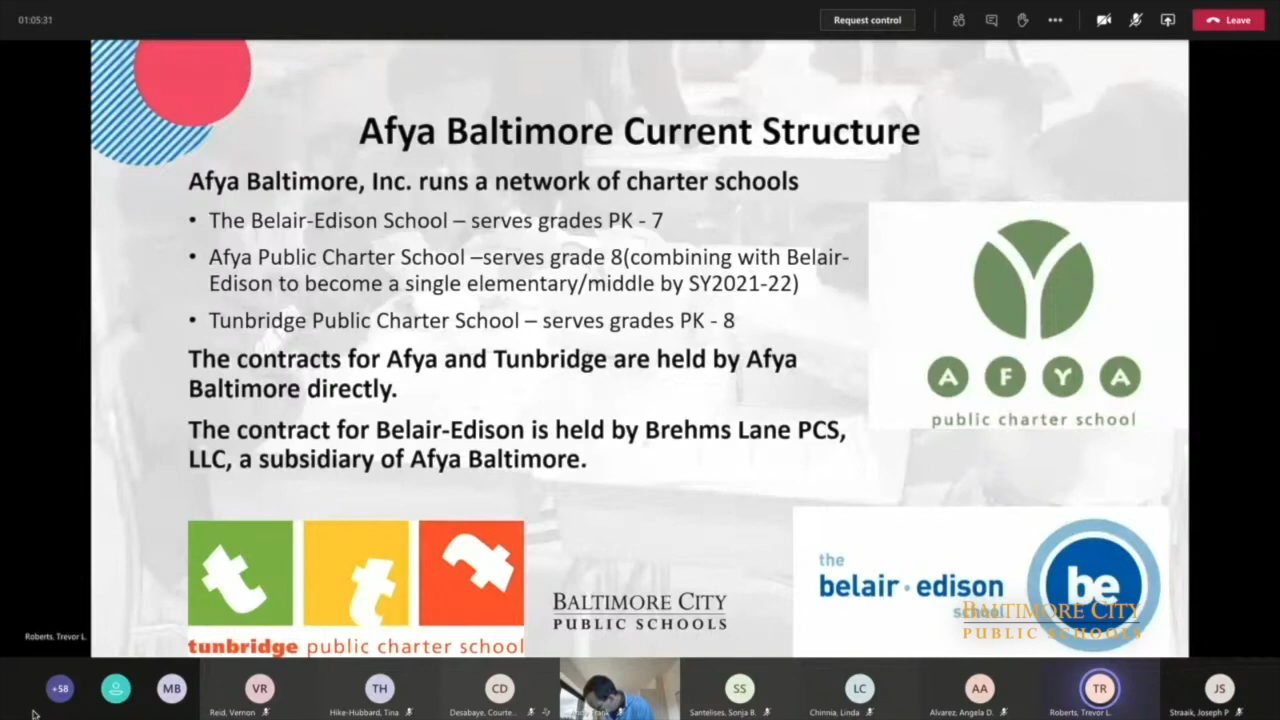 01:05:31
Request control
Leave
Afya Baltimore Current Structure
Afya Baltimore, Inc. runs a network of charter schools
• The Belair-Edison School – serves grades PK - 7
• Afya Public Charter School –serves grade 8(combining with Belair-
Edison to become a single elementary/middle by SY2021-22)
• Tunbridge Public Charter School – serves grades PK - 8
The contracts for Afya and Tunbridge are held by Afya
Baltimore directly.
The contract for Belair-Edison is held by Brehms Lane PCS,
LLC, a subsidiary of Afya Baltimore.
AFYA
public charter school
t t t
tunbridge public charter school
BALTIMORE CITY
PUBLIC SCHOOLS
the
belair · edison
school
be
BALTIMORE CITY
PUBLIC SCHOOLS
Roberts, Trevor L.
+58
MB
VR
TH
CD
SS
LC
AA
TR
JS
Reid, Vernon
Hike-Hubbard, Tina
Desabaye, Courte...
Santelises, Sonja B.
Chinnia, Linda
Alvarez, Angela D.
Roberts, Trevor L.
Straaik, Joseph P